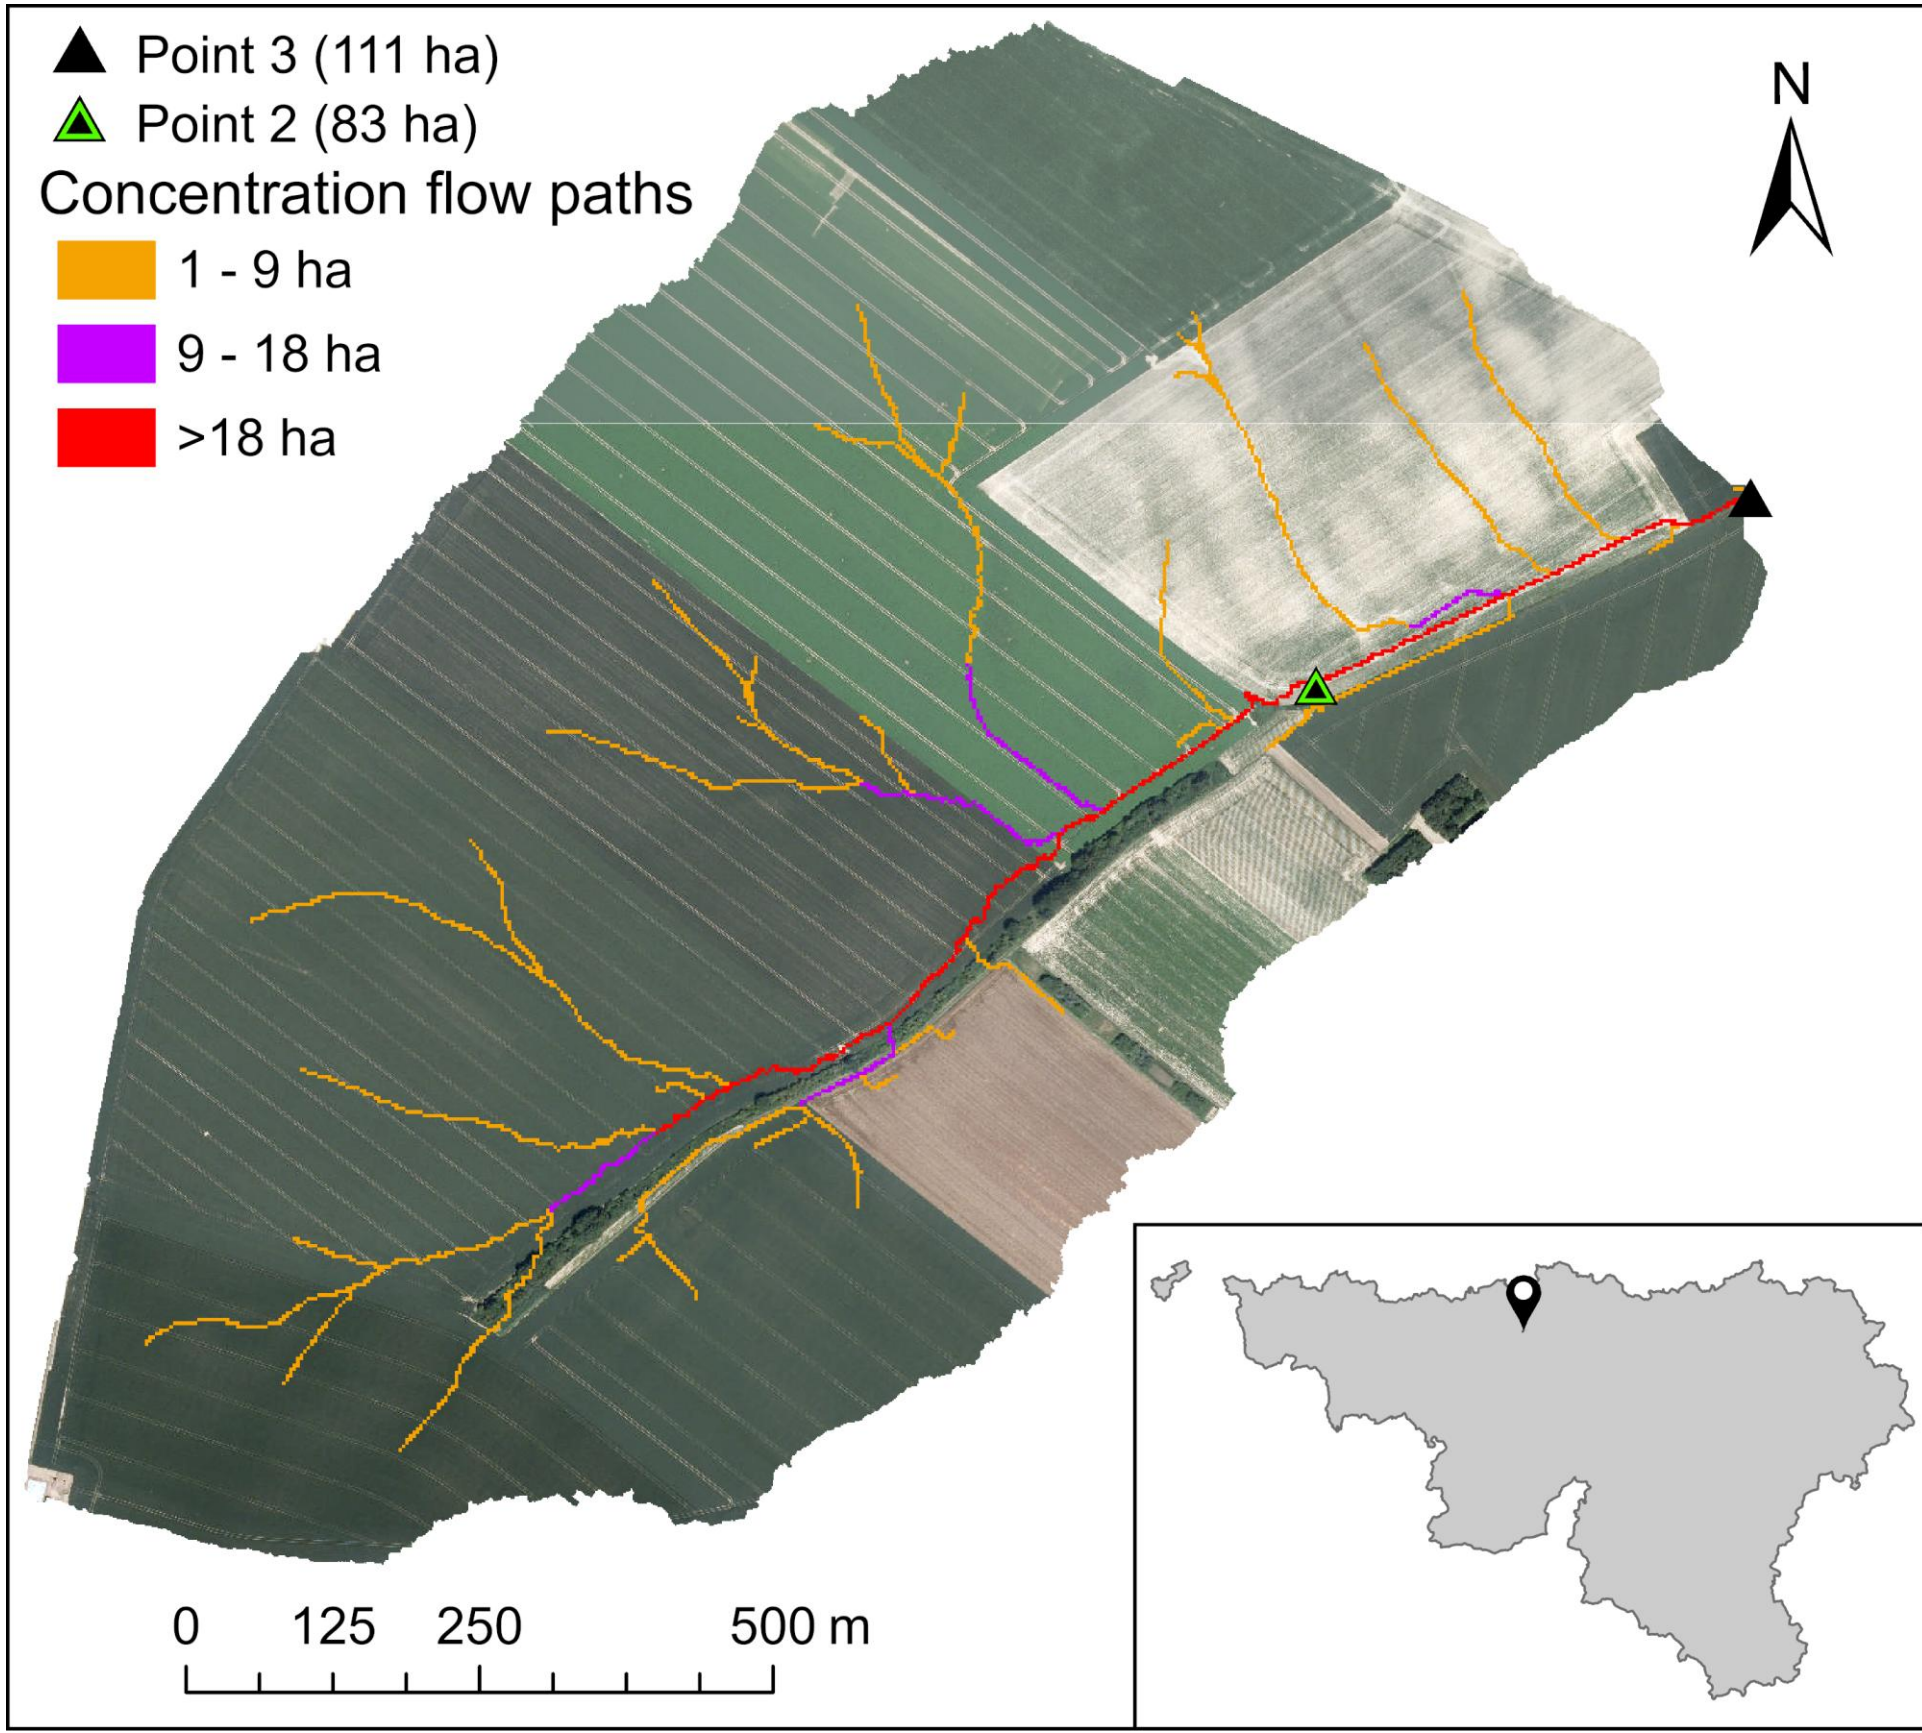 Point 3 (111 ha)
Point 2 (83 ha)
Concentration flow paths
1 - 9 ha
9 - 18 ha
>18 ha
N
0 125 250 500 m